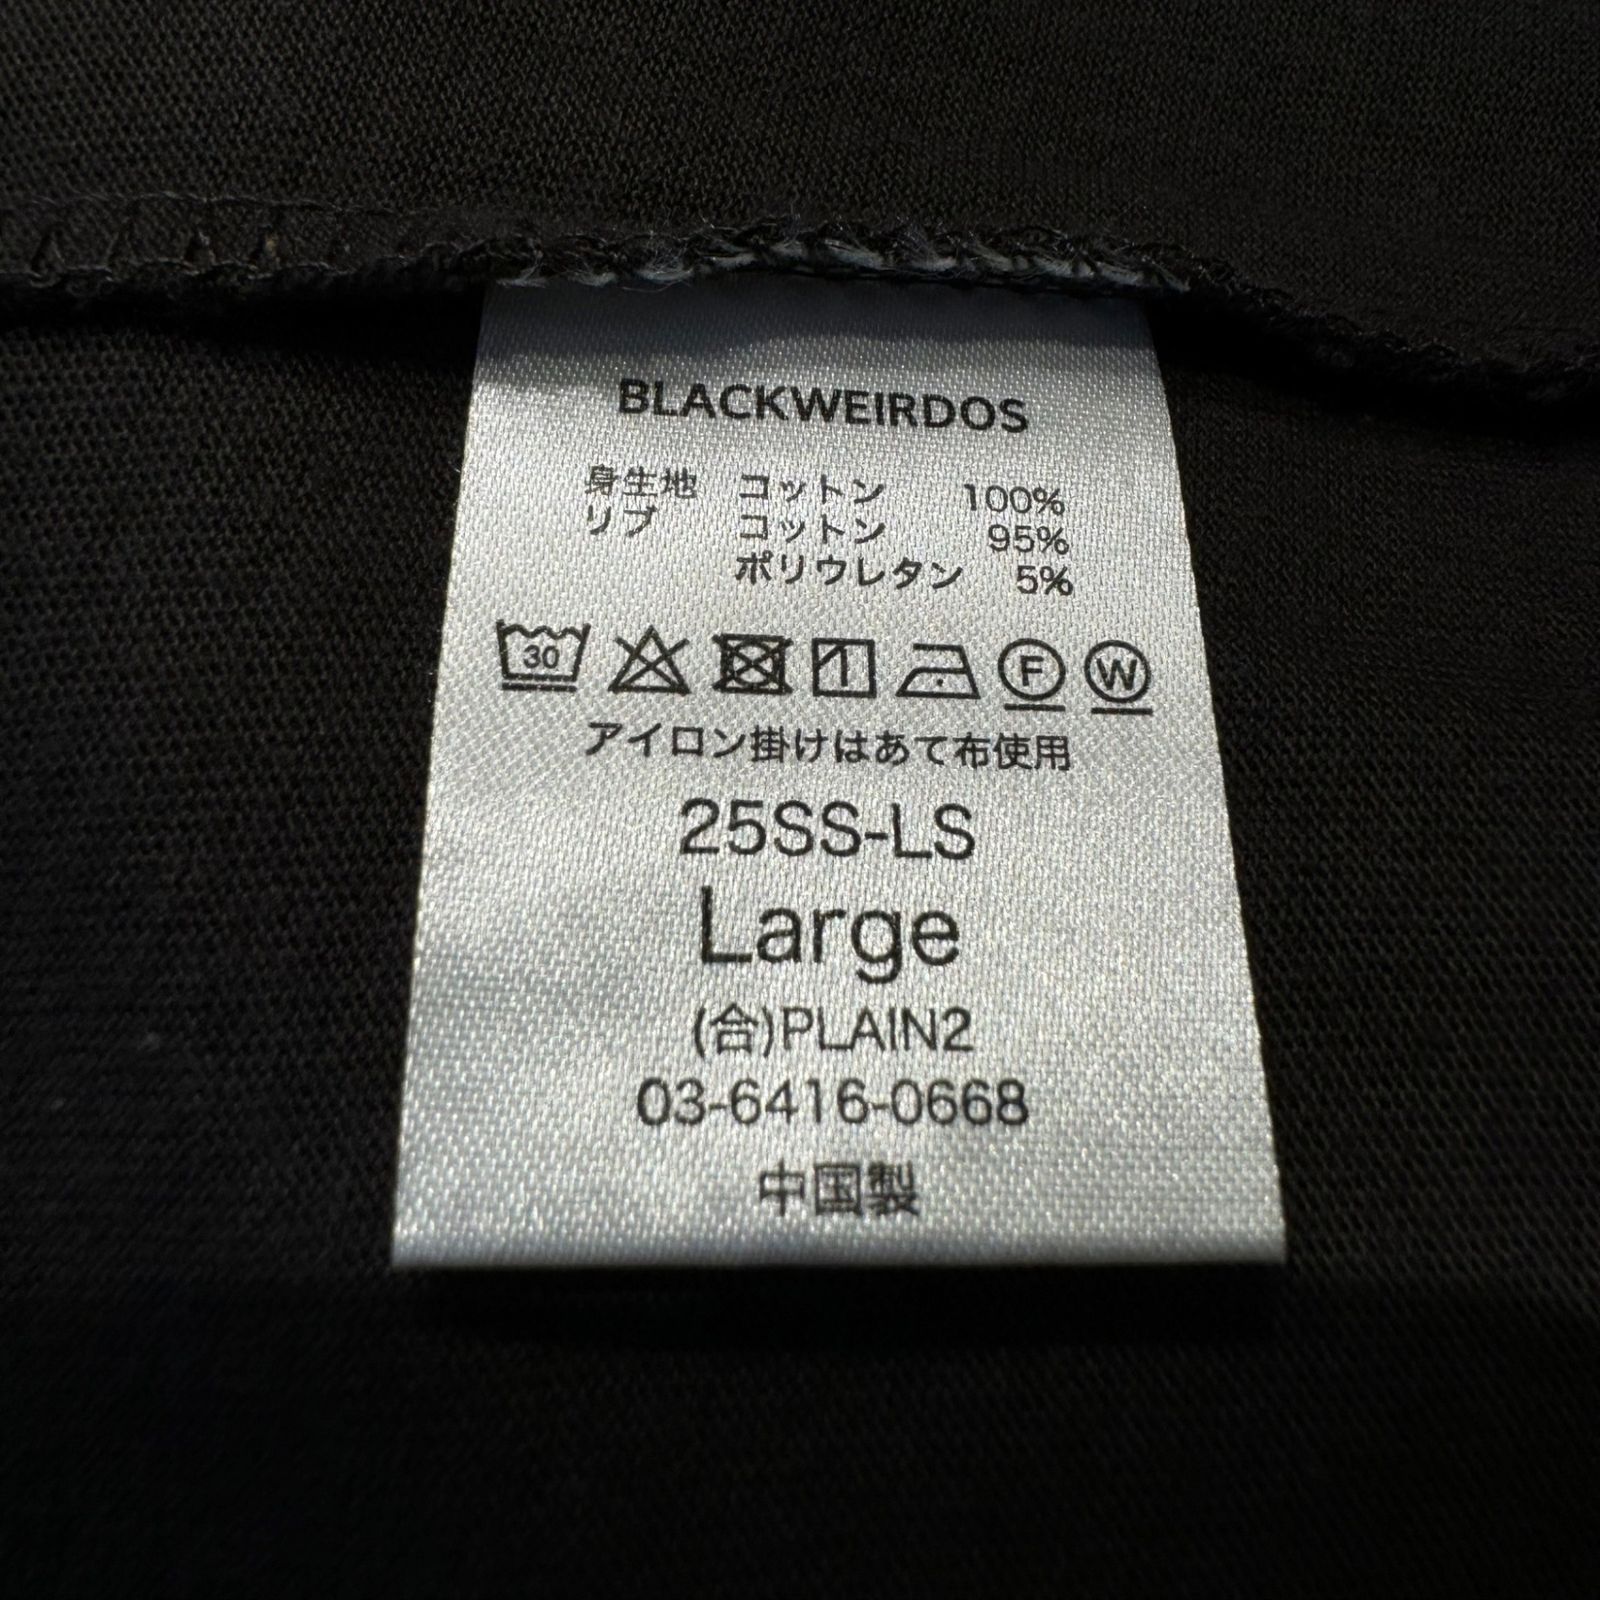 BLACKWEIRDOS
身生地 コットン 100%
リブ コットン 95%
ポリウレタン 5%
30 F W
アイロン掛けはあて布使用
25SS-LS
Large
(合)PLAIN2
03-6416-0668
中国製